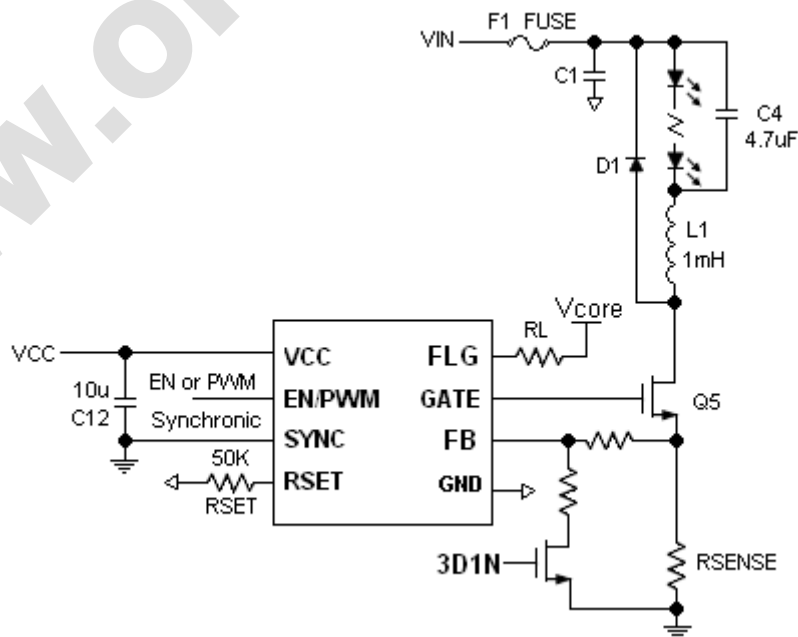 w.o
F1 FUSE
VIN
C1
C4
4.7uF
D1
L1
1mH
Vcore
RL
VCC
VCC
FLG
10u
C12
EN or PWM
EN/PWM
GATE
Q5
Synchronic
SYNC
FB
50K
RSET
RSET
GND
3D1N
RSENSE